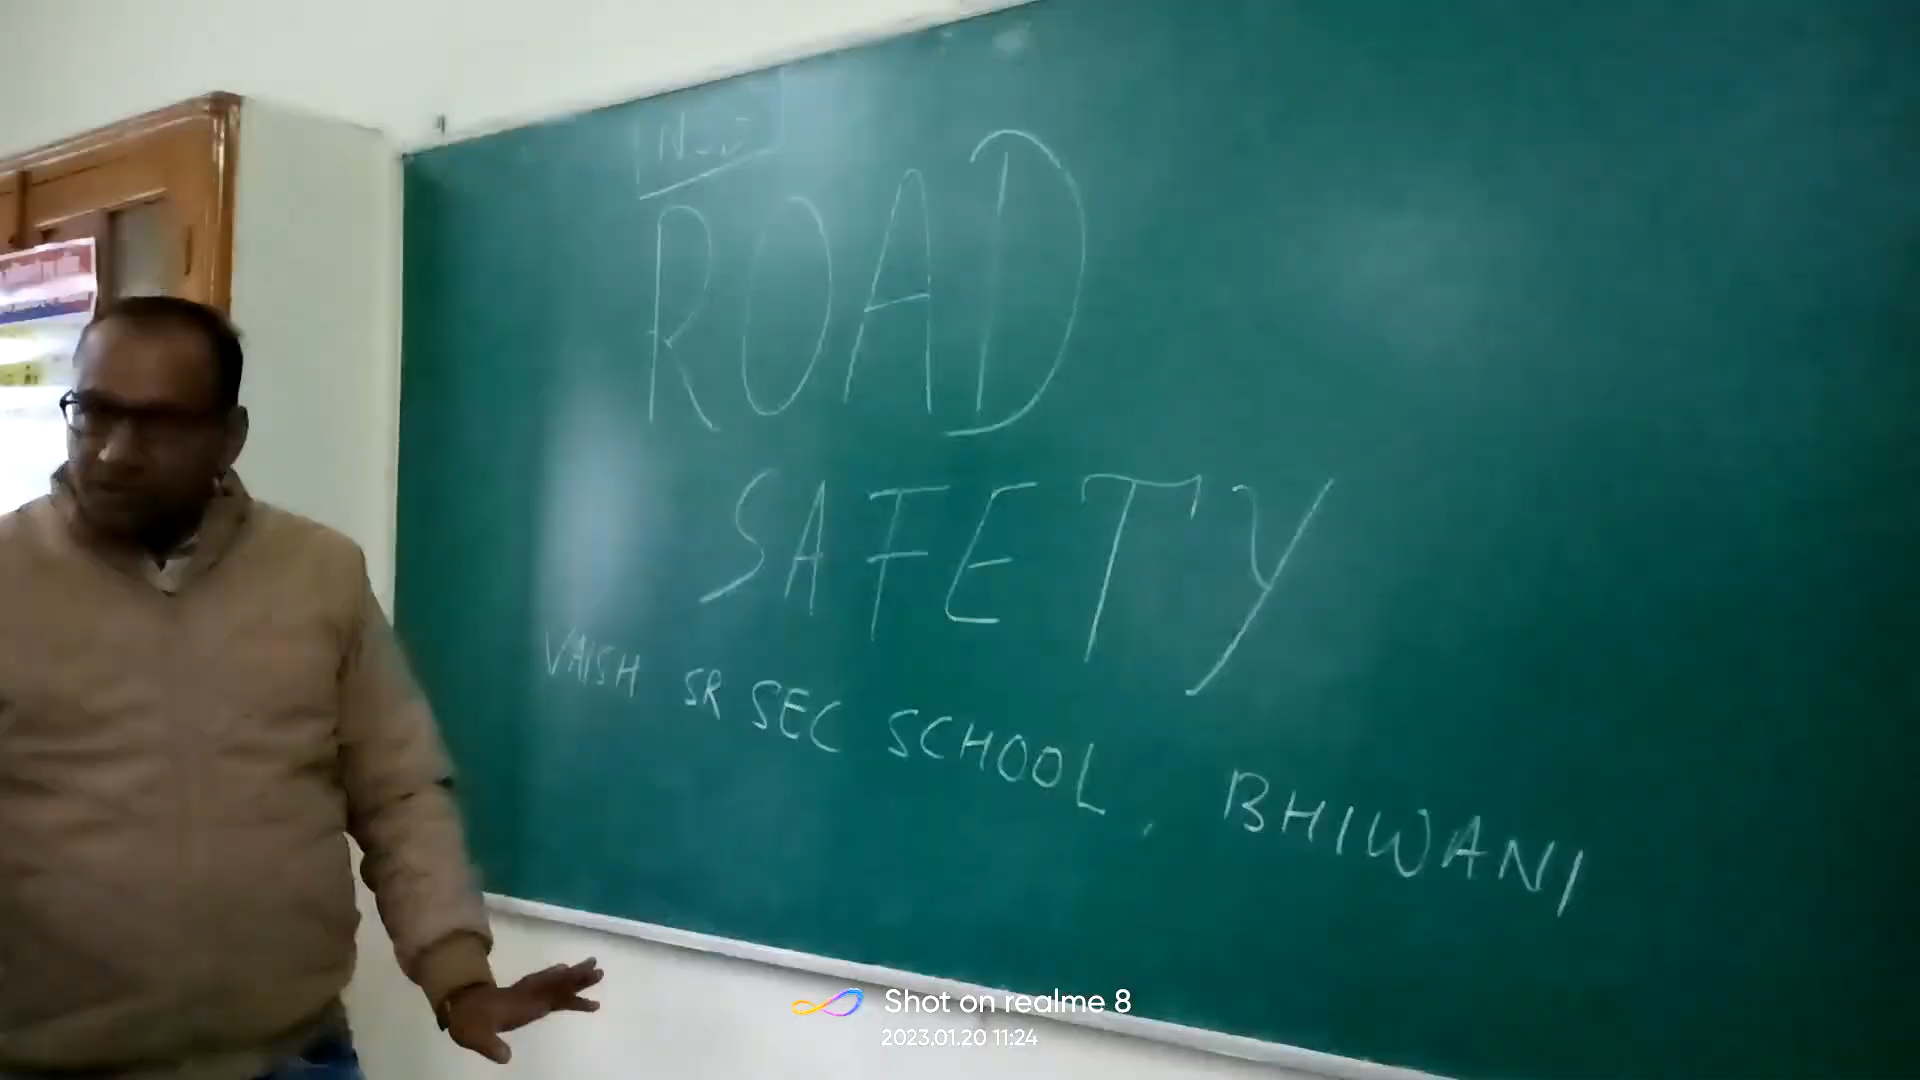 ROAD
SAFETY
VAISH SR SEC SCHOOL, BHIWANI
Shot on realme 8
2023.01.20 11:24